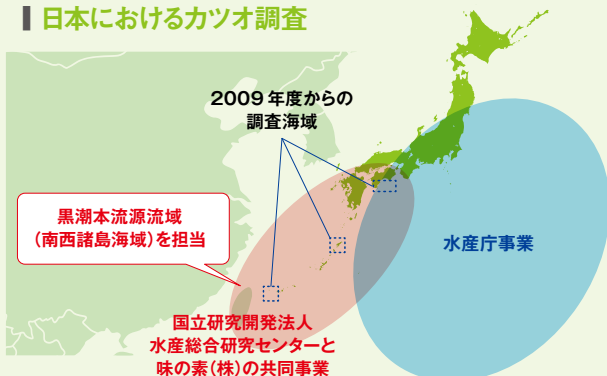 日本におけるカツオ調査
2009年度からの
調査海域
黒潮本流源流域
（南西諸島海域）を担当
水産庁事業
国立研究開発法人
水産総合研究センターと
味の素(株)の共同事業